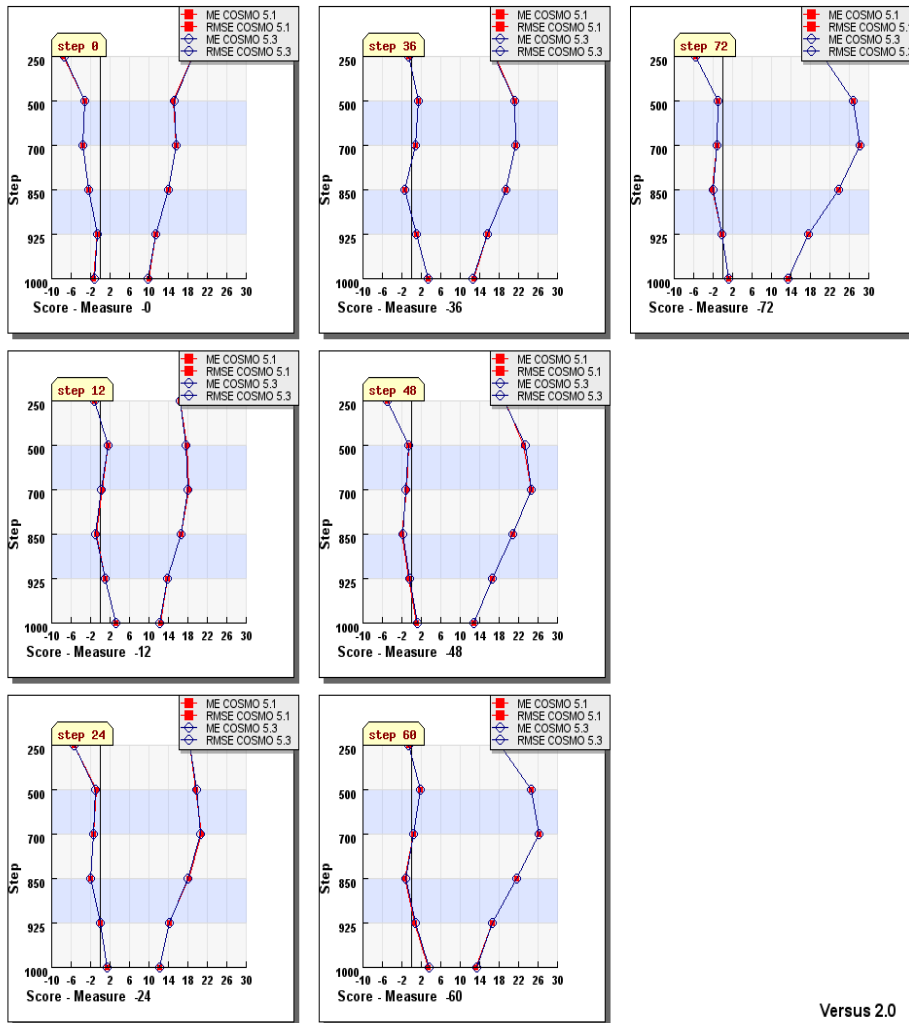 ME COSMO 5.1
RMSE COSMO 5.1
ME COSMO 5.3
RMSE COSMO 5.3
step 0
250
500
700
850
925
1000
Step
-10 -6 -2 2 6 10 14 18 22 26 30
Score - Measure -0
ME COSMO 5.1
RMSE COSMO 5.1
ME COSMO 5.3
RMSE COSMO 5.3
step 36
250
500
700
850
925
1000
Step
-10 -6 -2 2 6 10 14 18 22 26 30
Score - Measure -36
ME COSMO 5.1
RMSE COSMO 5.1
ME COSMO 5.3
RMSE COSMO 5.3
step 72
250
500
700
850
925
1000
Step
-10 -6 -2 2 6 10 14 18 22 26 30
Score - Measure -72
ME COSMO 5.1
RMSE COSMO 5.1
ME COSMO 5.3
RMSE COSMO 5.3
step 12
250
500
700
850
925
1000
Step
-10 -6 -2 2 6 10 14 18 22 26 30
Score - Measure -12
ME COSMO 5.1
RMSE COSMO 5.1
ME COSMO 5.3
RMSE COSMO 5.3
step 48
250
500
700
850
925
1000
Step
-10 -6 -2 2 6 10 14 18 22 26 30
Score - Measure -48
ME COSMO 5.1
RMSE COSMO 5.1
ME COSMO 5.3
RMSE COSMO 5.3
step 24
250
500
700
850
925
1000
Step
-10 -6 -2 2 6 10 14 18 22 26 30
Score - Measure -24
ME COSMO 5.1
RMSE COSMO 5.1
ME COSMO 5.3
RMSE COSMO 5.3
step 60
250
500
700
850
925
1000
Step
-10 -6 -2 2 6 10 14 18 22 26 30
Score - Measure -60
Versus 2.0